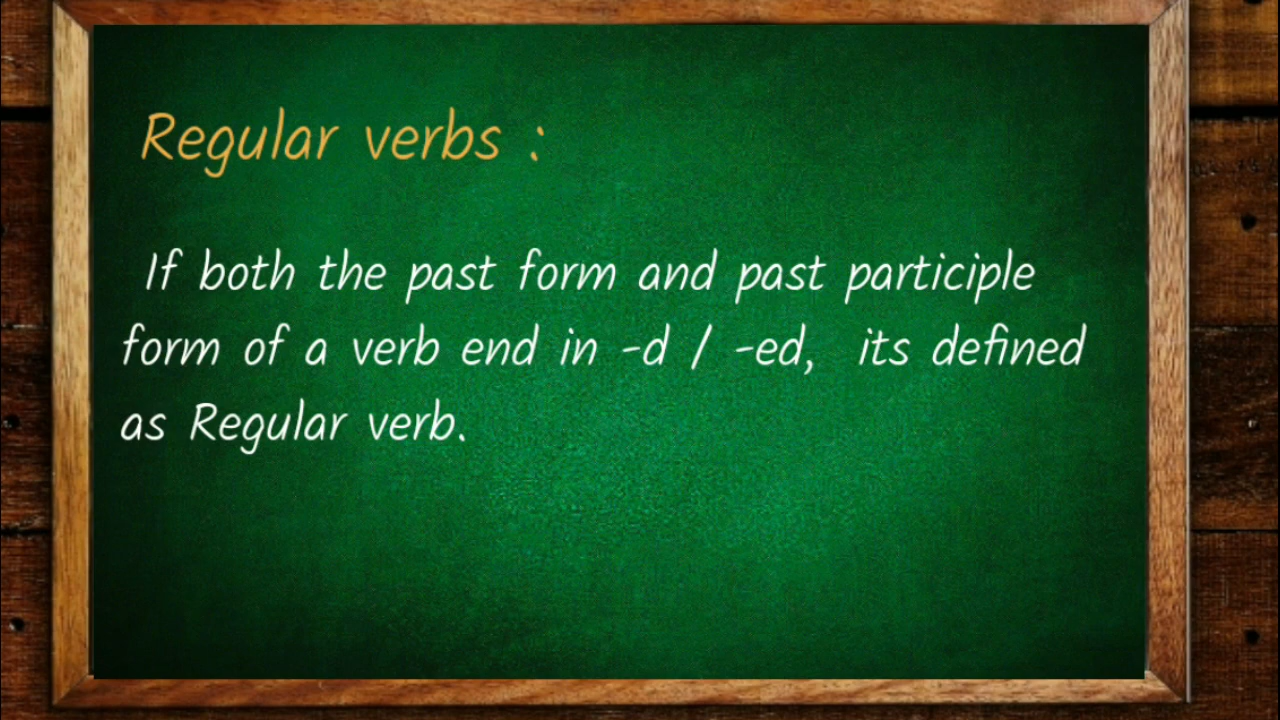 Regular verbs :
If both the past form and past participle
form of a verb end in -d / -ed, its defined
as Regular verb.